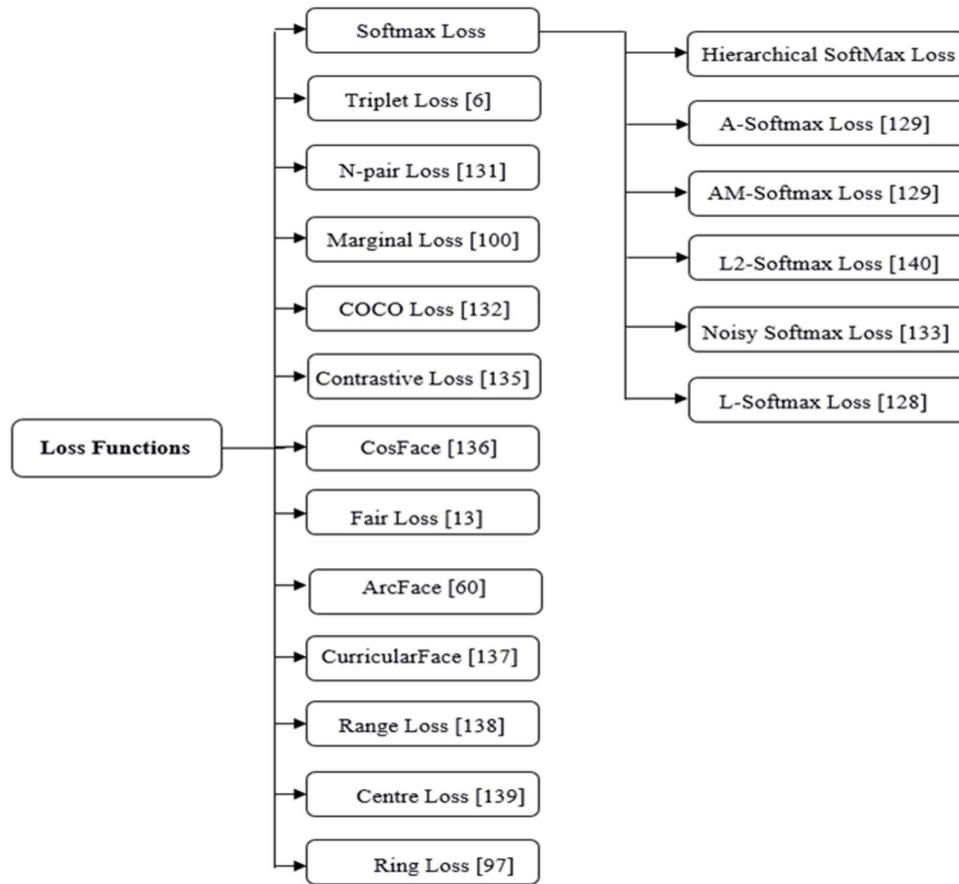 Softmax Loss
Triplet Loss [6]
N-pair Loss [131]
Marginal Loss [100]
COCO Loss [132]
Contrastive Loss [135]
Loss Functions
CosFace [136]
Fair Loss [13]
ArcFace [60]
CurricularFace [137]
Range Loss [138]
Centre Loss [139]
Ring Loss [97]
Hierarchical SoftMax Loss
A-Softmax Loss [129]
AM-Softmax Loss [129]
L2-Softmax Loss [140]
Noisy Softmax Loss [133]
L-Softmax Loss [128]